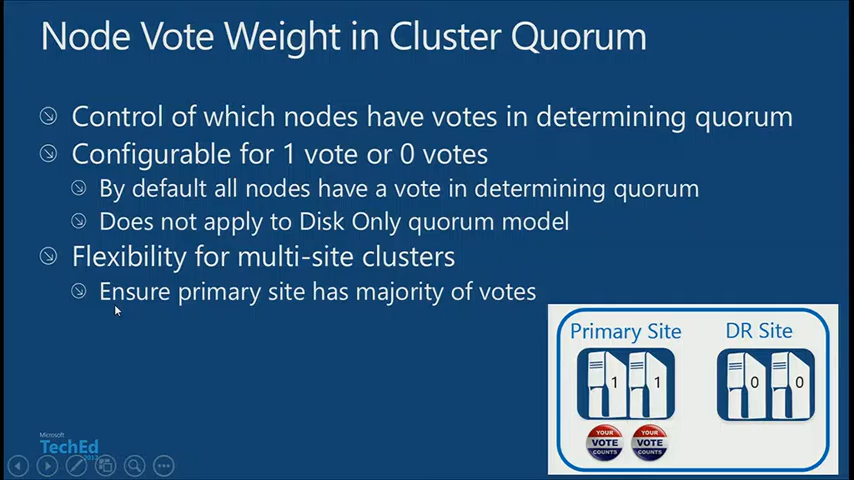 Node Vote Weight in Cluster Quorum
Control of which nodes have votes in determining quorum
Configurable for 1 vote or 0 votes
By default all nodes have a vote in determining quorum
Does not apply to Disk Only quorum model
Flexibility for multi-site clusters
Ensure primary site has majority of votes
Primary Site
DR Site
1 1
0 0
YOUR VOTE COUNTS
YOUR VOTE COUNTS
Microsoft
TechEd